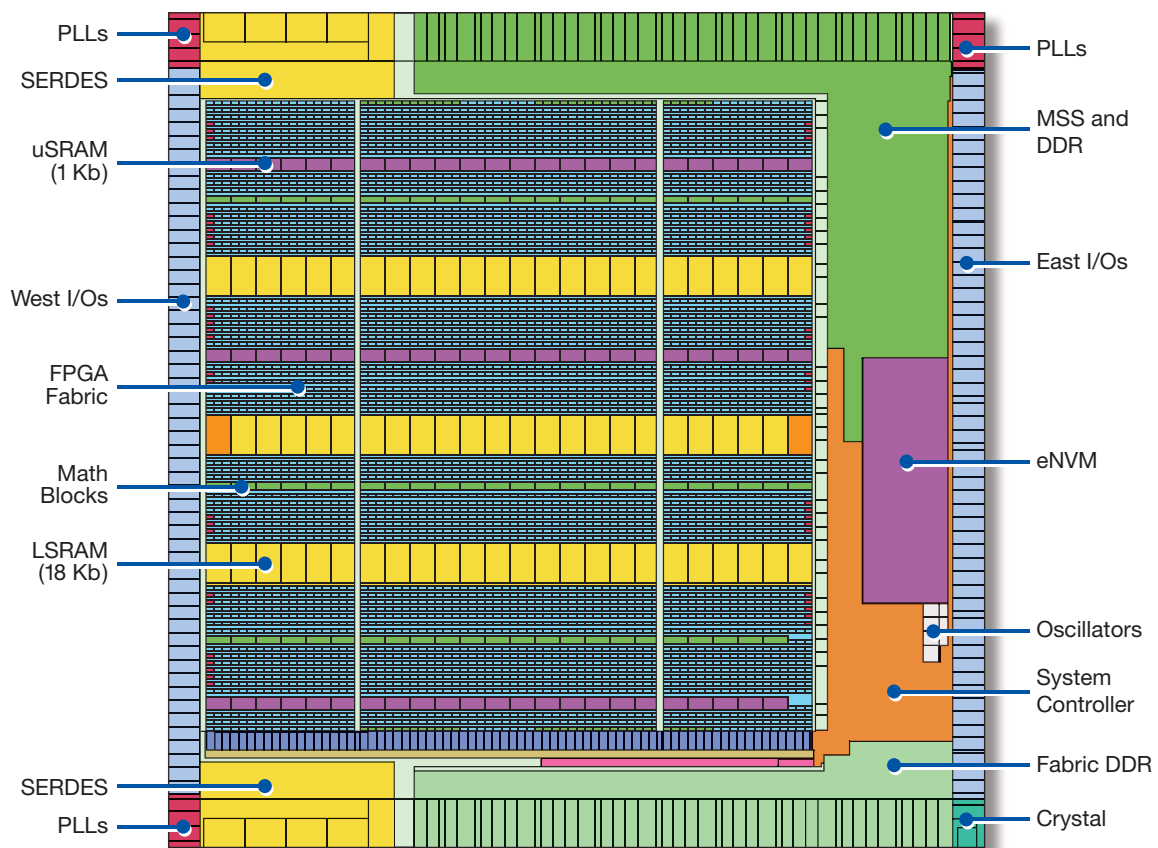 PLLs
SERDES
uSRAM
(1 Kb)
West I/Os
FPGA
Fabric
Math
Blocks
LSRAM
(18 Kb)
SERDES
PLLs
PLLs
MSS and
DDR
East I/Os
eNVM
Oscillators
System
Controller
Fabric DDR
Crystal